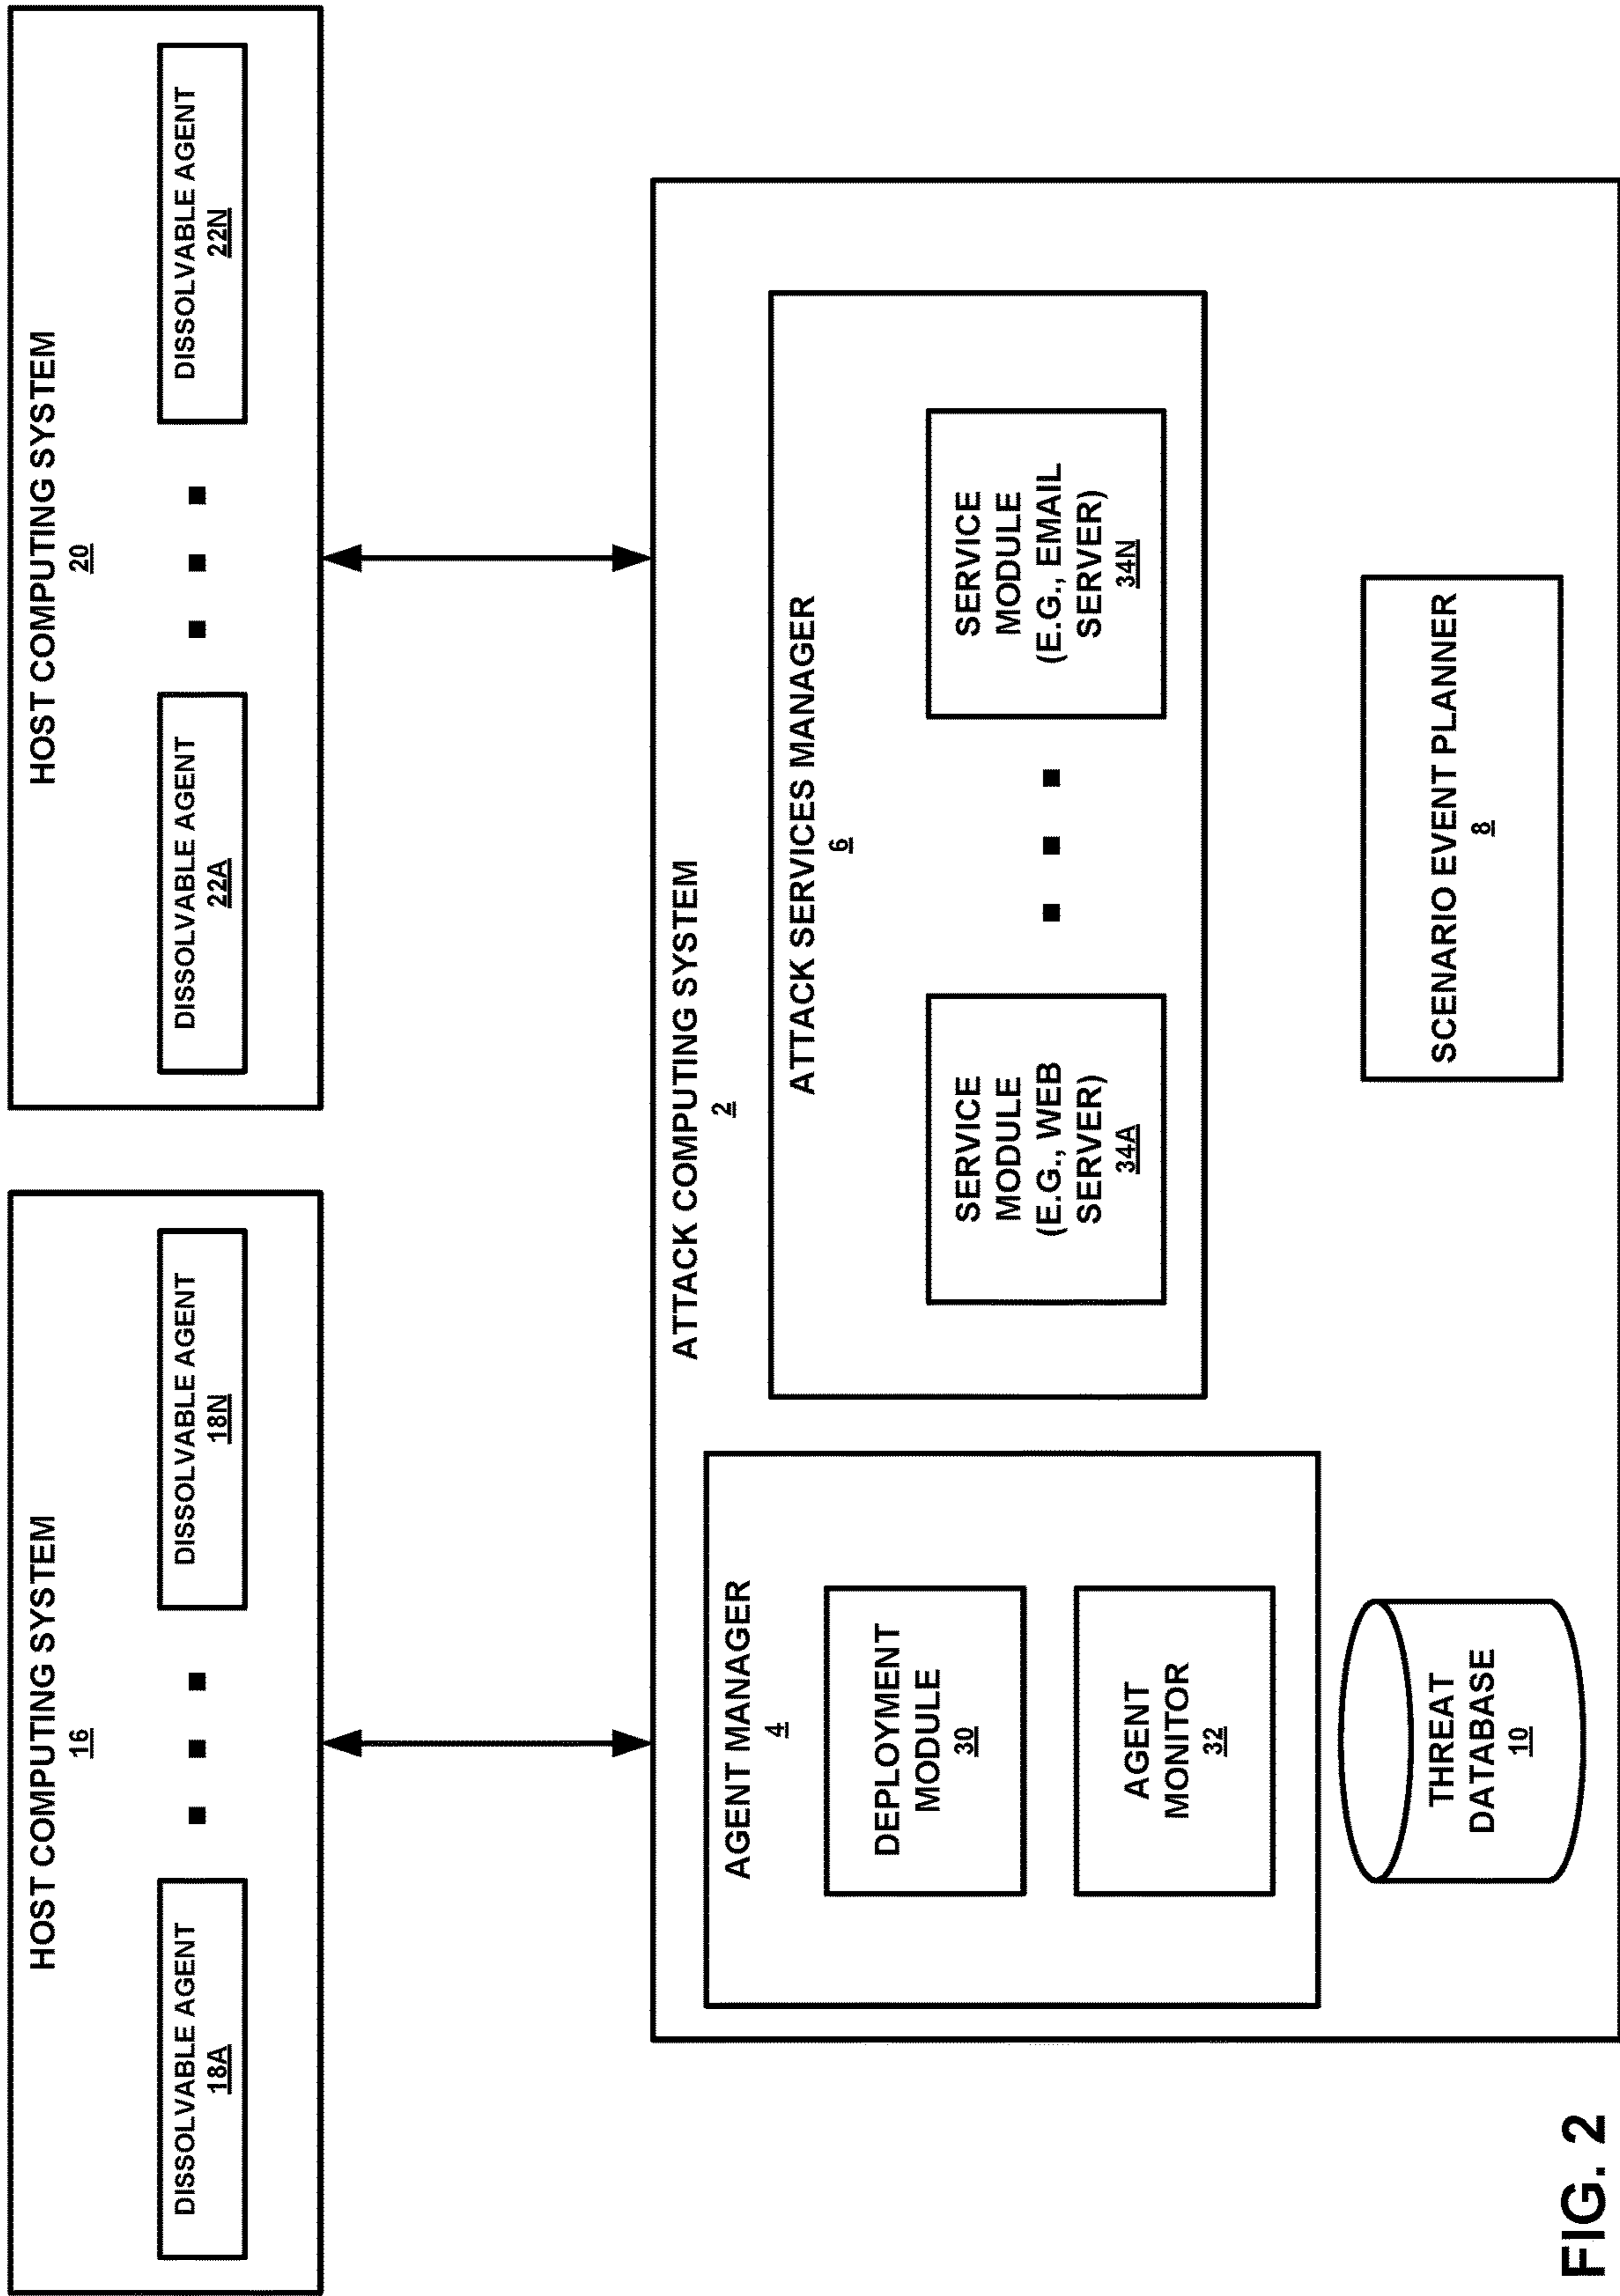 HOST COMPUTING SYSTEM
16
DISSOLVABLE AGENT
18A
DISSOLVABLE AGENT
18N
HOST COMPUTING SYSTEM
20
DISSOLVABLE AGENT
22A
DISSOLVABLE AGENT
22N
ATTACK COMPUTING SYSTEM
2
AGENT MANAGER
4
DEPLOYMENT
MODULE
30
AGENT
MONITOR
32
THREAT
DATABASE
10
ATTACK SERVICES MANAGER
6
SERVICE
MODULE
(E.G., WEB
SERVER)
34A
SERVICE
MODULE
(E.G., EMAIL
SERVER)
34N
SCENARIO EVENT PLANNER
8
FIG. 2